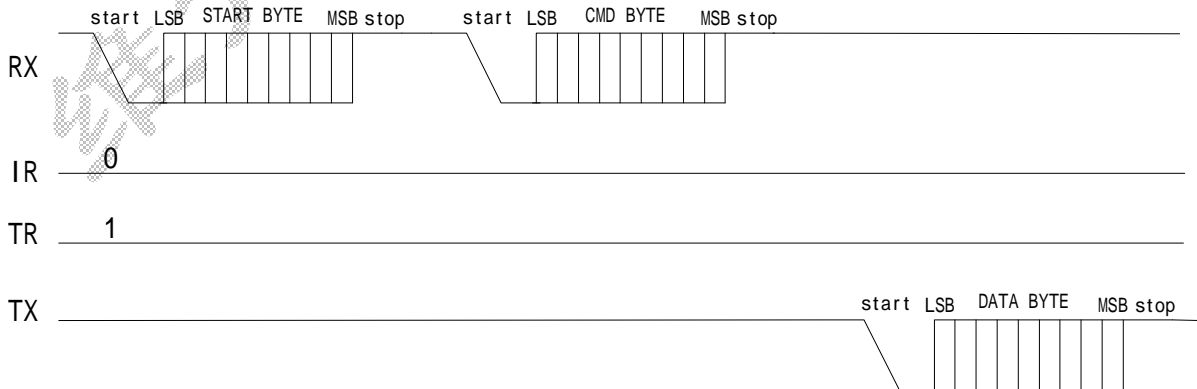 start LSB START BYTE MSB stop start LSB CMD BYTE MSB stop
RX
IR 0
TR 1
TX start LSB DATA BYTE MSB stop